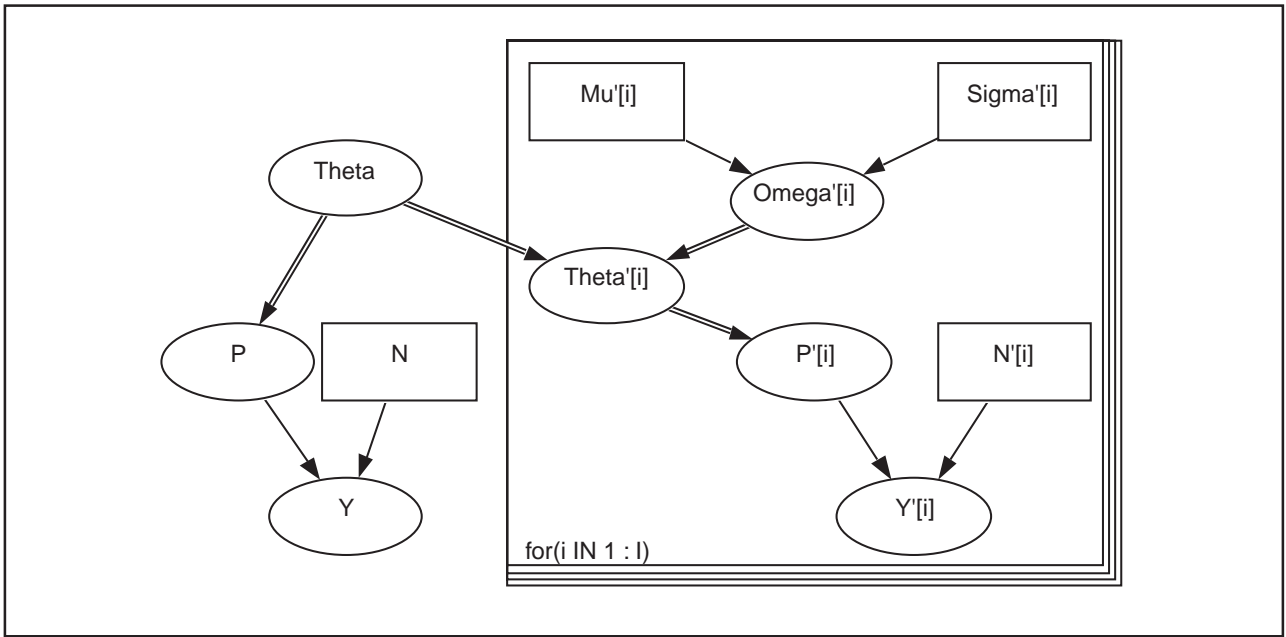 Mu'[i]
Sigma'[i]
Theta
Omega'[i]
Theta'[i]
P
N
P'[i]
N'[i]
Y
Y'[i]
for(i IN 1 : I)